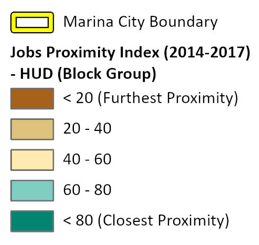 Marina City Boundary
Jobs Proximity Index (2014-2017)
- HUD (Block Group)
< 20 (Furthest Proximity)
20 - 40
40 - 60
60 - 80
< 80 (Closest Proximity)